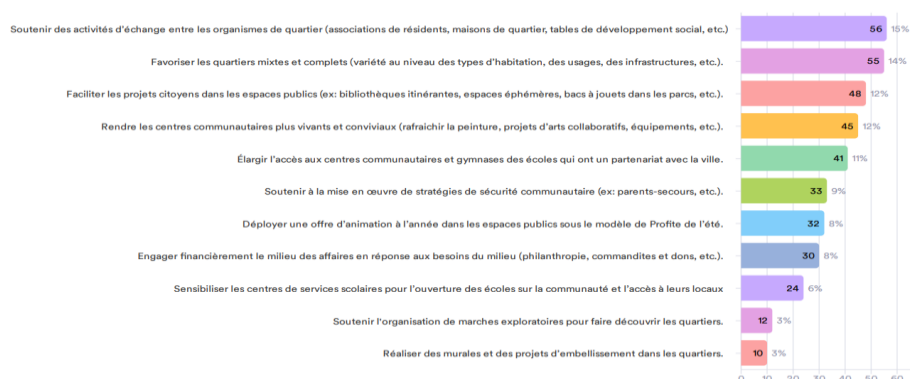 Soutenir des activités d'échange entre les organismes de quartier (associations de résidents, maisons de quartier, tables de développement social, etc.) 56 15%
Favoriser les quartiers mixtes et complets (variété au niveau des types d'habitation, des usages, des infrastructures, etc.). 55 14%
Faciliter les projets citoyens dans les espaces publics (ex: bibliothèques itinérantes, espaces éphémères, bacs à jouets dans les parcs, etc.). 48 12%
Rendre les centres communautaires plus vivants et conviviaux (rafraichir la peinture, projets d'arts collaboratifs, équipements, etc.). 45 12%
Élargir l'accès aux centres communautaires et gymnases des écoles qui ont un partenariat avec la ville. 41 11%
Soutenir à la mise en œuvre de stratégies de sécurité communautaire (ex: parents-secours, etc.). 33 9%
Déployer une offre d'animation à l'année dans les espaces publics sous le modèle de Profite de l'été. 32 8%
Engager financièrement le milieu des affaires en réponse aux besoins du milieu (philanthropie, commandites et dons, etc.). 30 8%
Sensibiliser les centres de services scolaires pour l'ouverture des écoles sur la communauté et l'accès à leurs locaux 24 6%
Soutenir l'organisation de marches exploratoires pour faire découvrir les quartiers. 12 3%
Réaliser des murales et des projets d'embellissement dans les quartiers. 10 3%
0 10 20 30 40 50 60